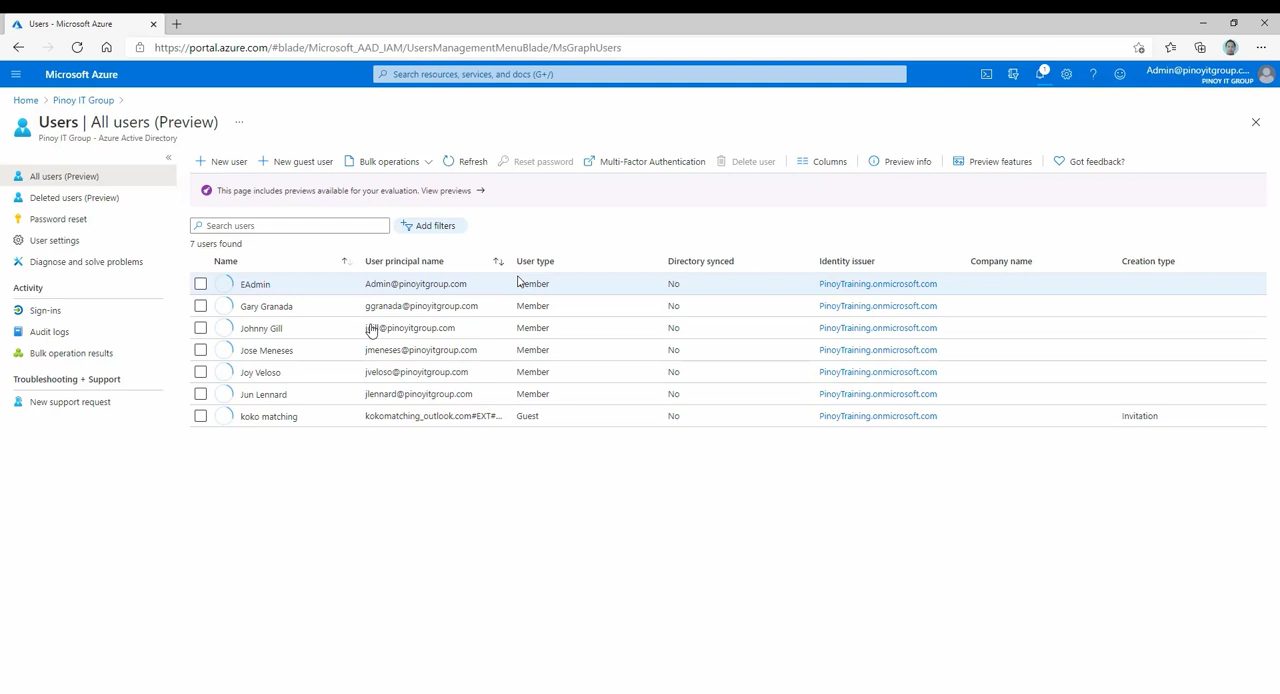 Users - Microsoft Azure
https://portal.azure.com/#blade/Microsoft_AAD_IAM/UsersManagementMenuBlade/MsGraphUsers
Microsoft Azure
Search resources, services, and docs (G+/)
1
Admin@pinoyitgroup.c...
PINOY IT GROUP
Home > Pinoy IT Group >
Users | All users (Preview) ...
Pinoy IT Group - Azure Active Directory
All users (Preview)
Deleted users (Preview)
Password reset
User settings
Diagnose and solve problems
Activity
Sign-ins
Audit logs
Bulk operation results
Troubleshooting + Support
New support request
New user New guest user Bulk operations Refresh Reset password Multi-Factor Authentication Delete user Columns Preview info Preview features Got feedback?
This page includes previews available for your evaluation. View previews →
Search users Add filters
7 users found
Name User principal name User type Directory synced Identity issuer Company name Creation type
EAdmin Admin@pinoyitgroup.com Member No PinoyTraining.onmicrosoft.com
Gary Granada ggranada@pinoyitgroup.com Member No PinoyTraining.onmicrosoft.com
Johnny Gill @pinoyitgroup.com Member No PinoyTraining.onmicrosoft.com
Jose Meneses jmeneses@pinoyitgroup.com Member No PinoyTraining.onmicrosoft.com
Joy Veloso jveloso@pinoyitgroup.com Member No PinoyTraining.onmicrosoft.com
Jun Lennard jlennard@pinoyitgroup.com Member No PinoyTraining.onmicrosoft.com
koko matching kokomatching_outlook.com#EXT#... Guest No PinoyTraining.onmicrosoft.com Invitation